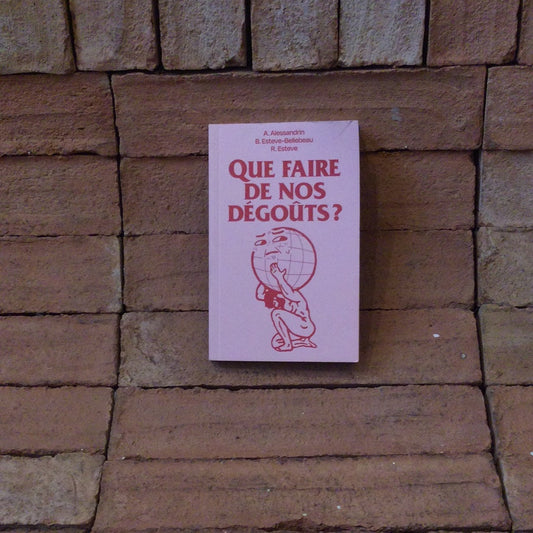 A. Alessandrin
B. Esteve-Bellebeau
R. Esteve
QUE FAIRE
DE NOS
DÉGOÛTS ?